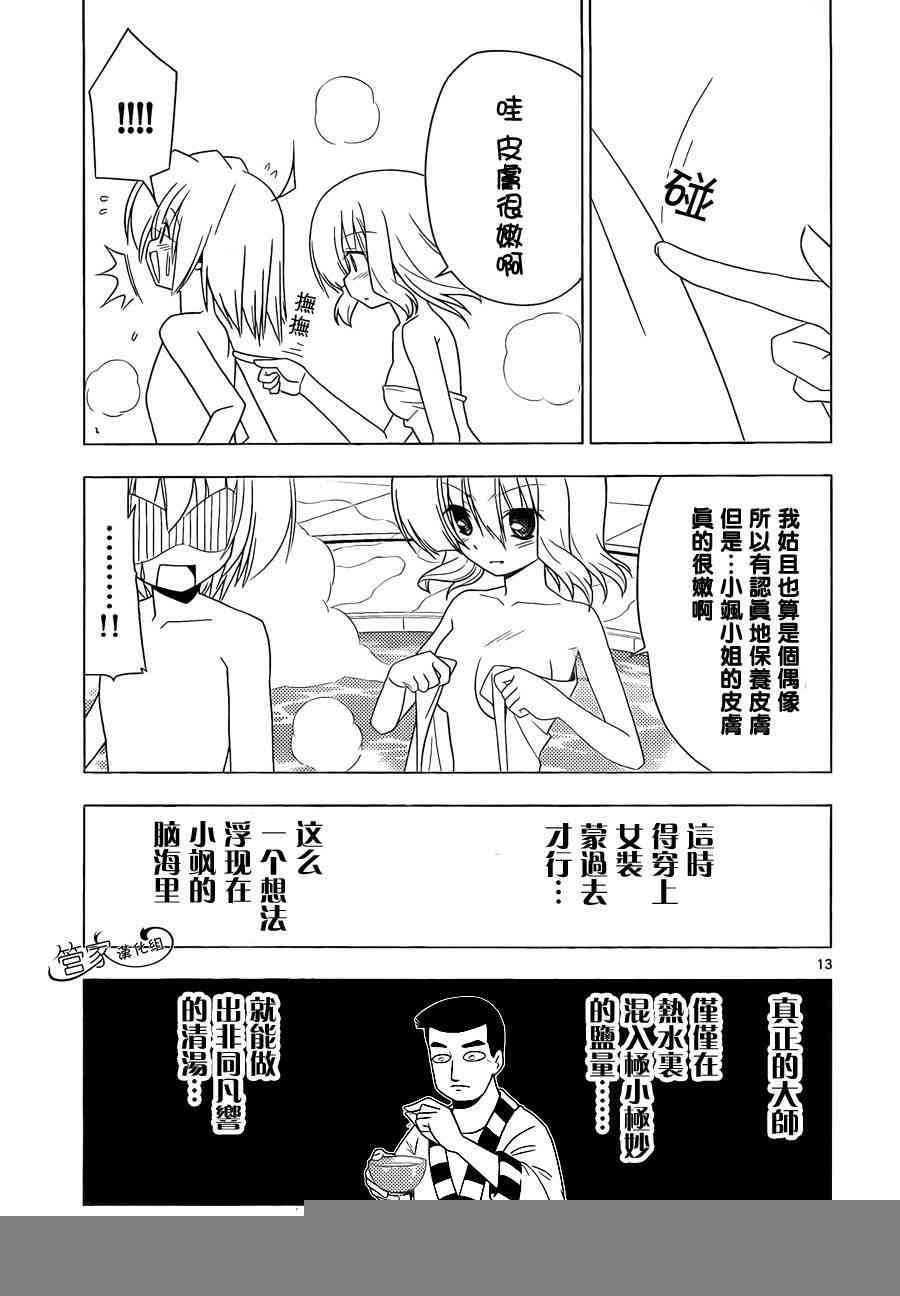 碰
哇 皮膚很嫩啊
撫撫
!!!!
我姑且也算是個偶像
所以有認眞地保養皮膚
但是…小颯小姐的皮膚
眞的很嫩啊
………!!
這時
得穿上
女裝
蒙過去
才行…
这么
一个想法
浮现在
小飒的
脑海里
管家漢化組
13
真正的大師
僅僅在
熱水裏
混入極小極妙
的鹽量……
就能做
出非同凡響
的清湯…